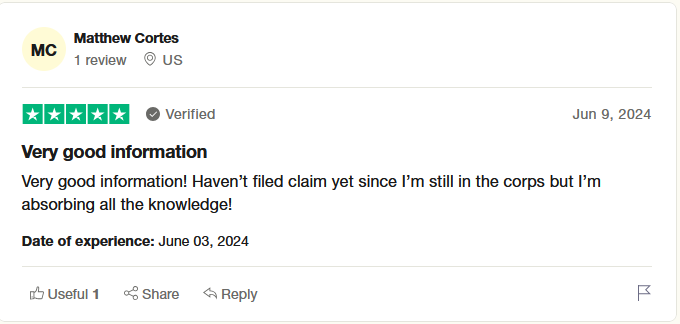 MC
Matthew Cortes
1 review US
Verified
Jun 9, 2024
Very good information
Very good information! Haven’t filed claim yet since I’m still in the corps but I’m
absorbing all the knowledge!
Date of experience: June 03, 2024
Useful 1 Share Reply